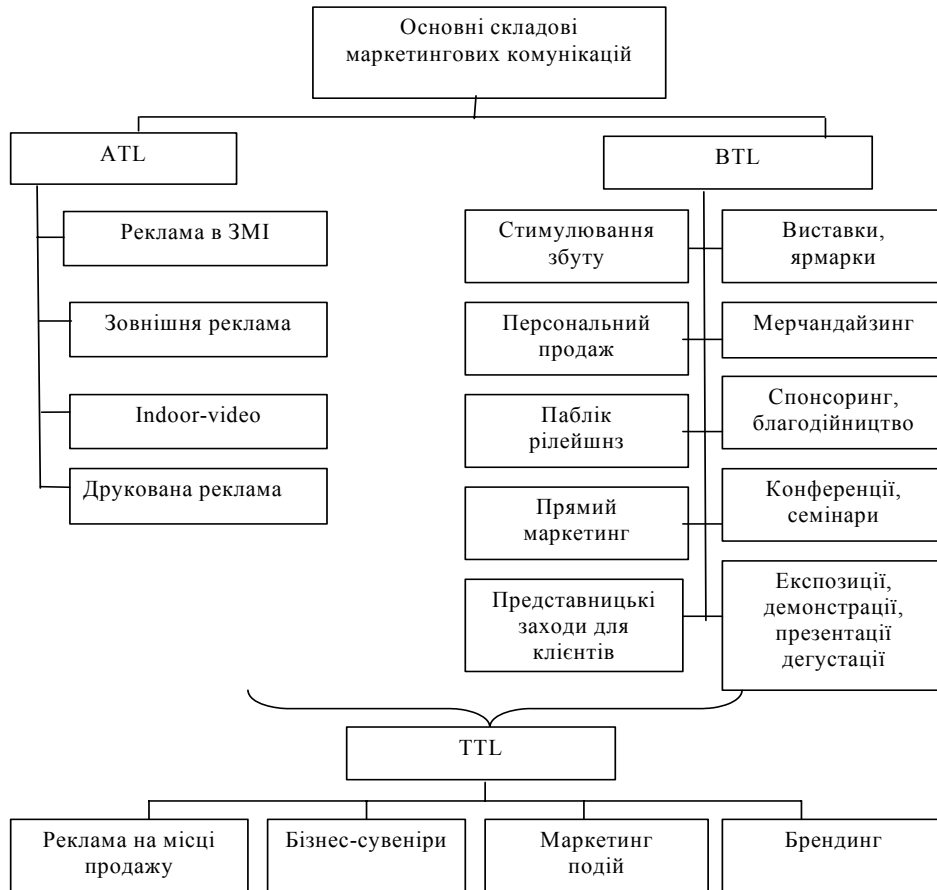 Основні складові
маркетингових комунікацій
ATL
BTL
Реклама в ЗМІ
Зовнішня реклама
Indoor-video
Друкована реклама
Стимулювання
збуту
Персональний
продаж
Паблік
рілейшнз
Прямий
маркетинг
Представницькі
заходи для
клієнтів
Виставки,
ярмарки
Мерчандайзинг
Спонсоринг,
благодійництво
Конференції,
семінари
Експозиції,
демонстрації,
презентації
дегустації
TTL
Реклама на місці
продажу
Бізнес-сувеніри
Маркетинг
подій
Брендинг